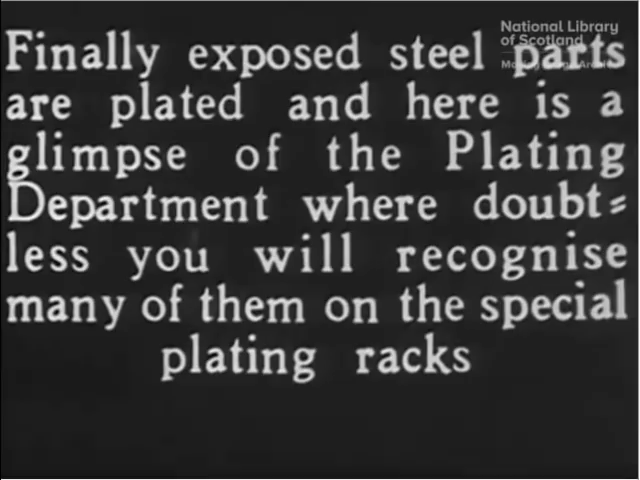 National Library
of Scotland
Finally exposed steel parts
are plated and here is a
glimpse of the Plating
Department where doubt=
less you will recognise
many of them on the special
plating racks